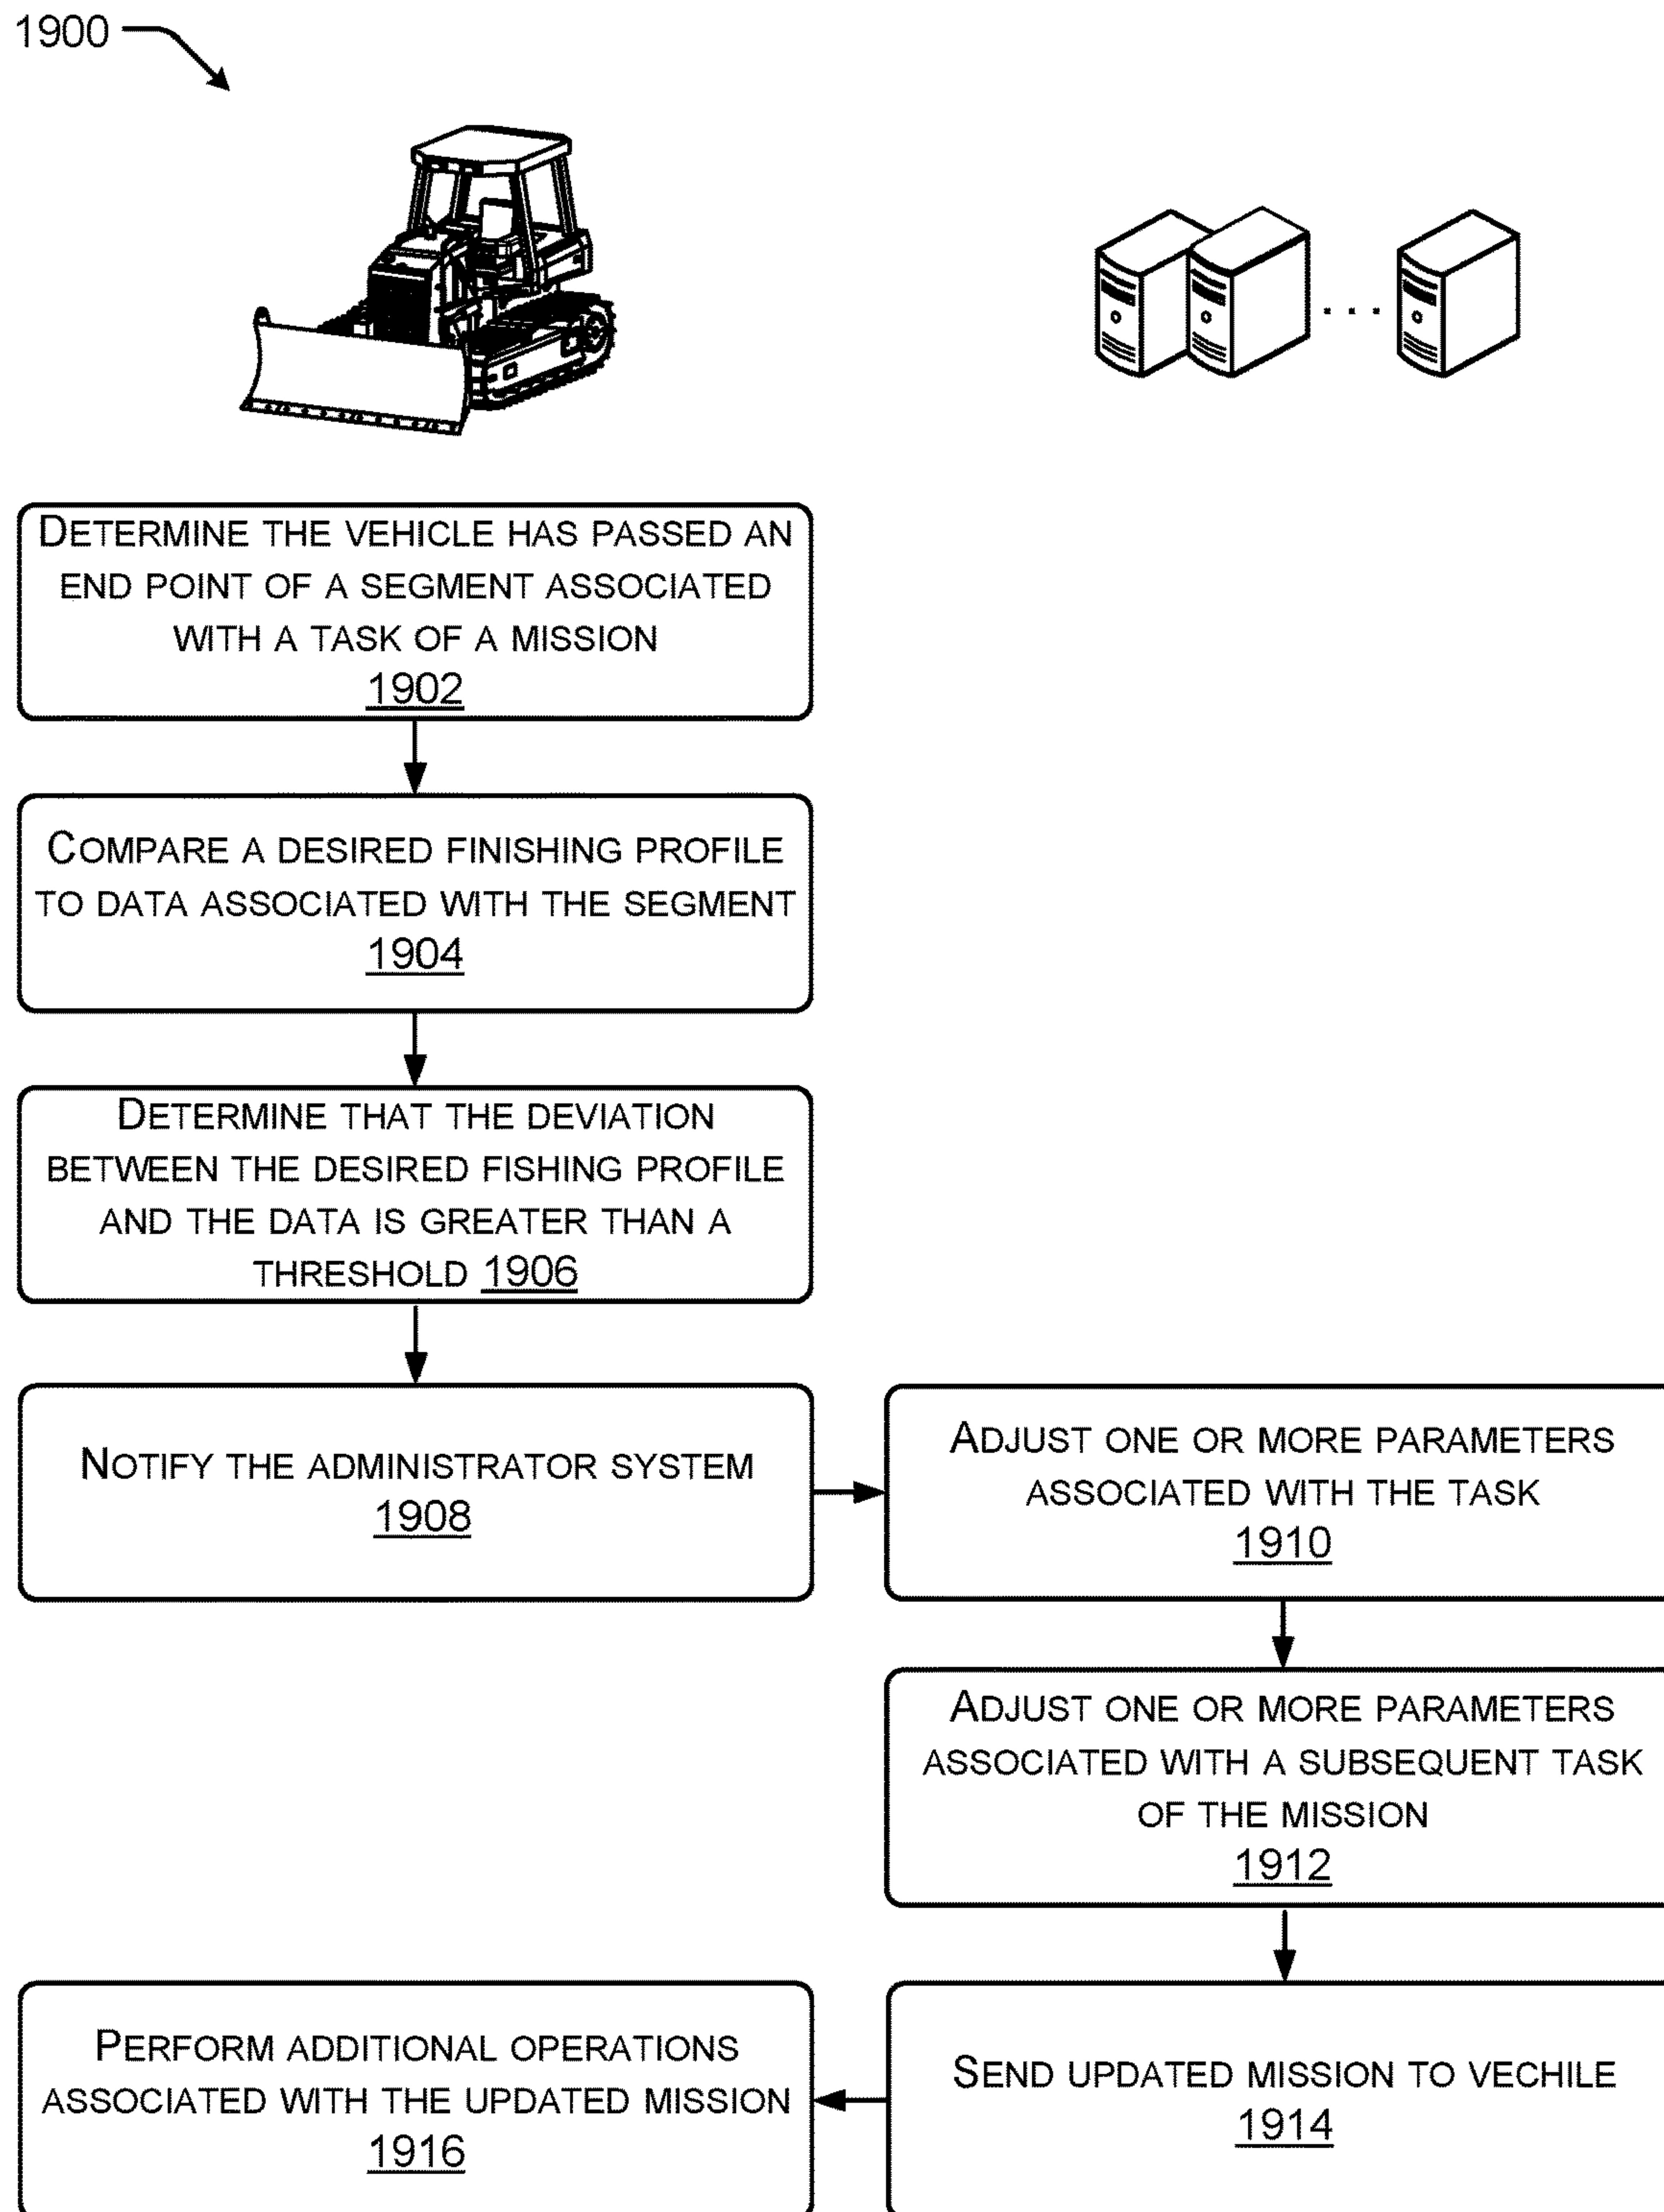 1900
DETERMINE THE VEHICLE HAS PASSED AN
END POINT OF A SEGMENT ASSOCIATED
WITH A TASK OF A MISSION
1902
COMPARE A DESIRED FINISHING PROFILE
TO DATA ASSOCIATED WITH THE SEGMENT
1904
DETERMINE THAT THE DEVIATION
BETWEEN THE DESIRED FISHING PROFILE
AND THE DATA IS GREATER THAN A
THRESHOLD 1906
NOTIFY THE ADMINISTRATOR SYSTEM
1908
ADJUST ONE OR MORE PARAMETERS
ASSOCIATED WITH THE TASK
1910
ADJUST ONE OR MORE PARAMETERS
ASSOCIATED WITH A SUBSEQUENT TASK
OF THE MISSION
1912
SEND UPDATED MISSION TO VECHILE
1914
PERFORM ADDITIONAL OPERATIONS
ASSOCIATED WITH THE UPDATED MISSION
1916